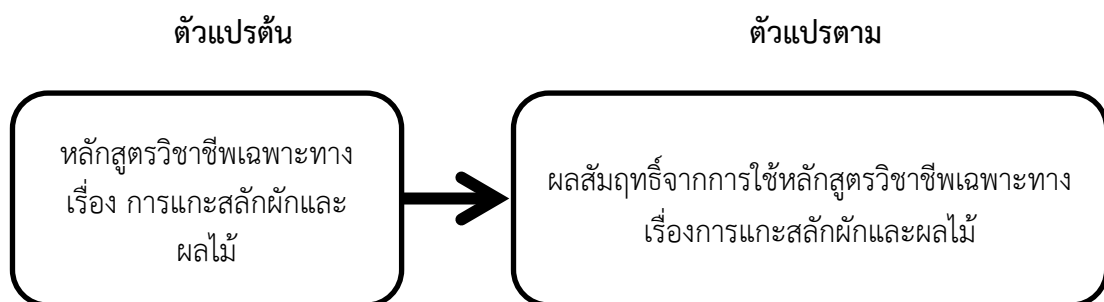 ตัวแปรต้น
ตัวแปรตาม
หลักสูตรวิชาชีพเฉพาะทาง
เรื่อง การแกะสลักผักและ
ผลไม้
ผลสัมฤทธิ์จากการใช้หลักสูตรวิชาชีพเฉพาะทาง
เรื่องการแกะสลักผักและผลไม้